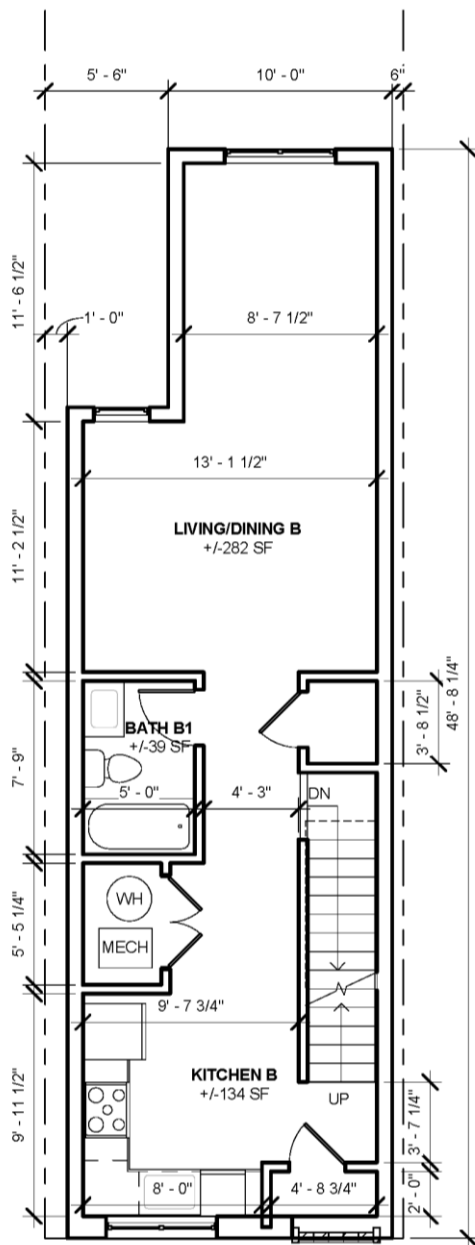 5' - 6"
10' - 0"
6"
11' - 6 1/2"
1' - 0"
8' - 7 1/2"
13' - 1 1/2"
LIVING/DINING B
+/-282 SF
11' - 2 1/2"
48' - 8 1/4"
3' - 8 1/2"
BATH B1
+/-39 SF
7' - 9"
5' - 0"
4' - 3"
DN
WH
MECH
5' - 5 1/4"
9' - 7 3/4"
KITCHEN B
+/-134 SF
UP
9' - 11 1/2"
3' - 7 1/4"
8' - 0"
4' - 8 3/4"
2' - 0"